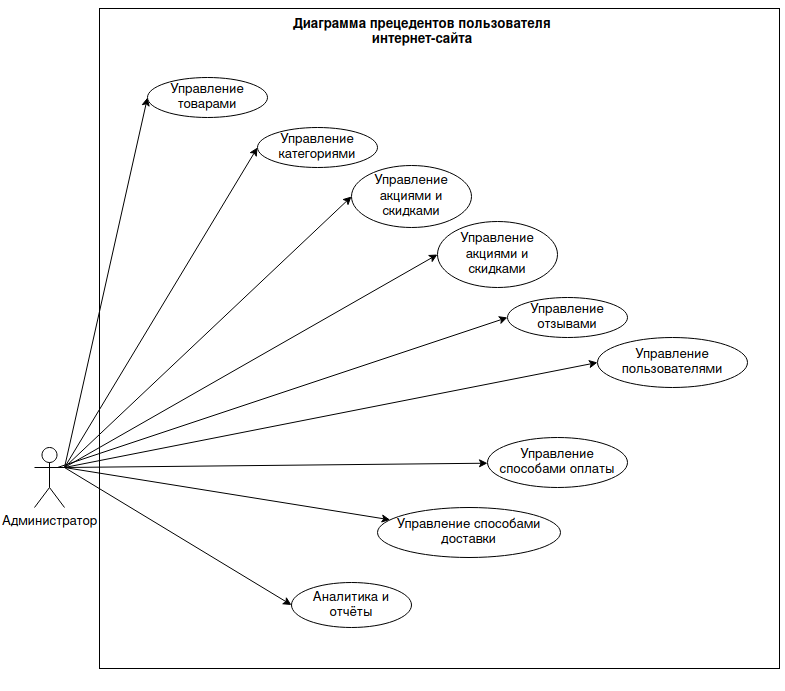 Диаграмма прецедентов пользователя
интернет-сайта
Управление
товарами
Управление
категориями
Управление
акциями и
скидками
Управление
акциями и
скидками
Управление
отзывами
Управление
пользователями
Управление
способами оплаты
Администратор
Управление способами
доставки
Аналитика и
отчёты